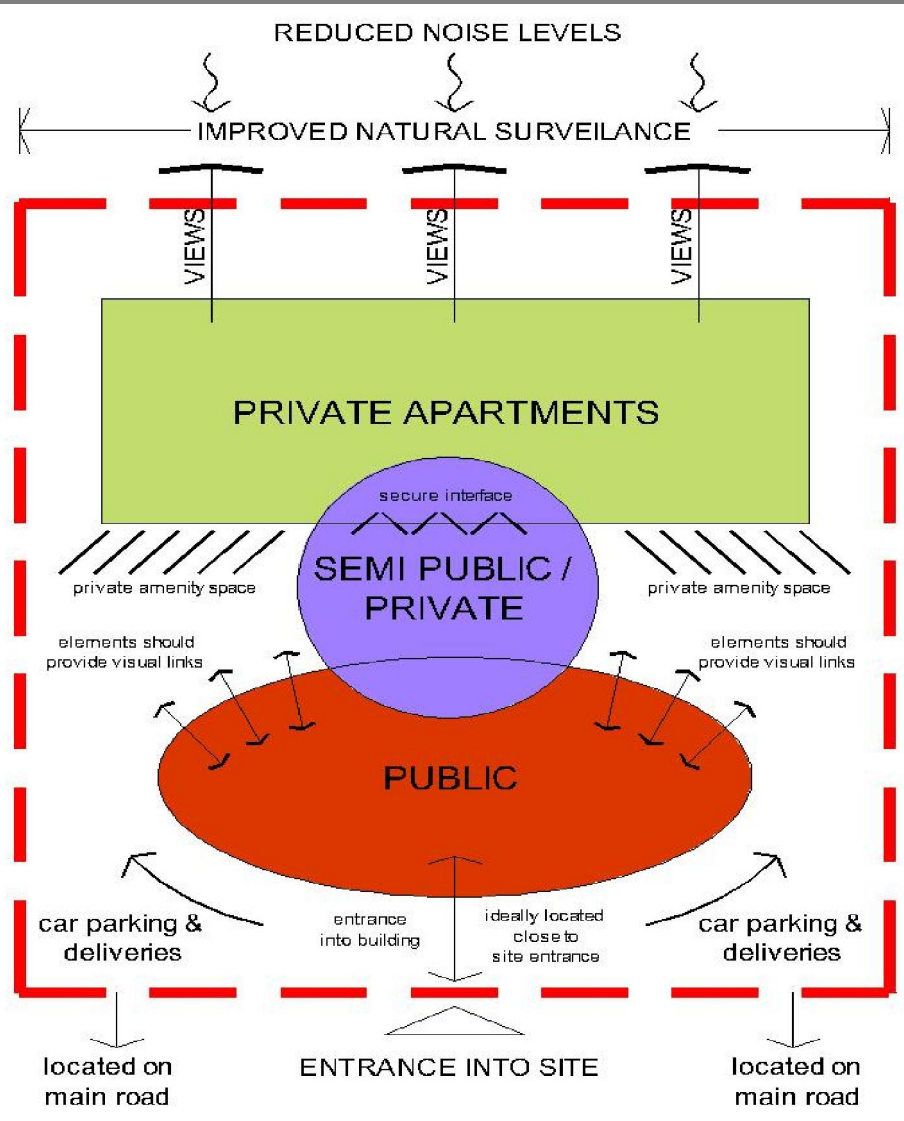 REDUCED NOISE LEVELS
IMPROVED NATURAL SURVEILANCE
VIEWS
VIEWS
VIEWS
PRIVATE APARTMENTS
secure interface
SEMI PUBLIC /
PRIVATE
private amenity space
private amenity space
elements should
provide visual links
elements should
provide visual links
PUBLIC
car parking &
deliveries
entrance
into building
ideally located
close to
site entrance
car parking &
deliveries
located on
main road
ENTRANCE INTO SITE
located on
main road